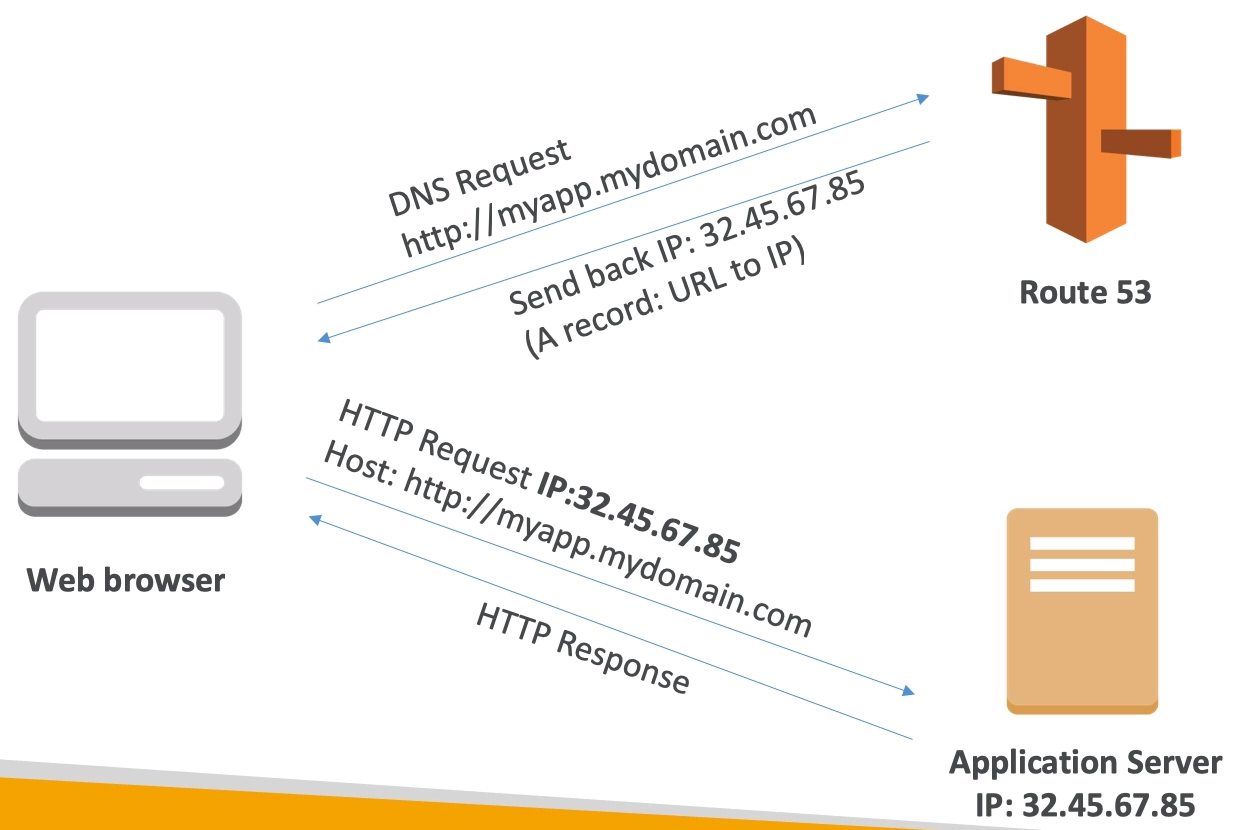 DNS Request
http://myapp.mydomain.com
Send back IP: 32.45.67.85
(A record: URL to IP)
Route 53
HTTP Request IP:32.45.67.85
Host: http://myapp.mydomain.com
HTTP Response
Web browser
Application Server
IP: 32.45.67.85